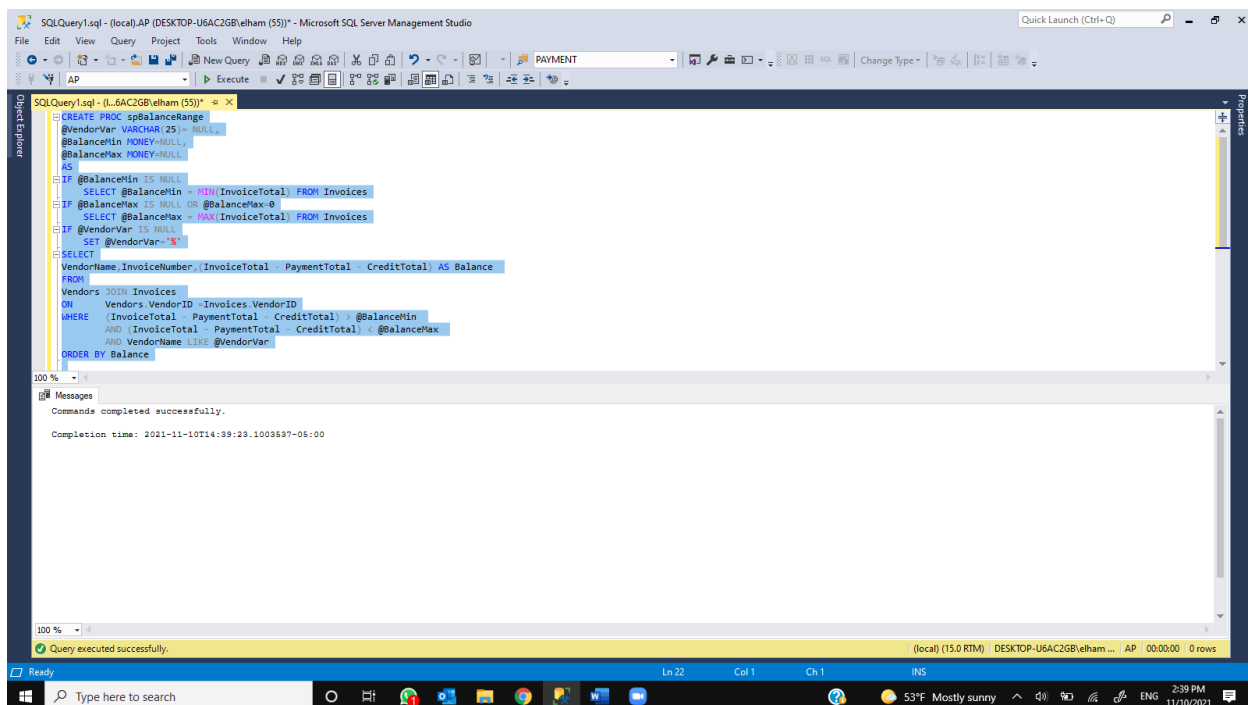 SQLQuery1.sql - (local).AP (DESKTOP-U6AC2GB\elham (55))* - Microsoft SQL Server Management Studio
Quick Launch (Ctrl+Q)
File Edit View Query Project Tools Window Help
New Query PAYMENT Change Type
AP Execute
Object Explorer
SQLQuery1.sql - (l...6AC2GB\elham (55))*
Properties
CREATE PROC spBalanceRange
@VendorVar VARCHAR(25)= NULL,
@BalanceMin MONEY=NULL,
@BalanceMax MONEY=NULL
AS
IF @BalanceMin IS NULL
SELECT @BalanceMin = MIN(InvoiceTotal) FROM Invoices
IF @BalanceMax IS NULL OR @BalanceMax=0
SELECT @BalanceMax = MAX(InvoiceTotal) FROM Invoices
IF @VendorVar IS NULL
SET @VendorVar='%'
SELECT
VendorName,InvoiceNumber,(InvoiceTotal - PaymentTotal - CreditTotal) AS Balance
FROM
Vendors JOIN Invoices
ON Vendors.VendorID =Invoices.VendorID
WHERE (InvoiceTotal - PaymentTotal - CreditTotal) > @BalanceMin
AND (InvoiceTotal - PaymentTotal - CreditTotal) < @BalanceMax
AND VendorName LIKE @VendorVar
ORDER BY Balance
100 %
Messages
Commands completed successfully.
Completion time: 2021-11-10T14:39:23.1003537-05:00
100 %
Query executed successfully.
(local) (15.0 RTM) DESKTOP-U6AC2GB\elham ... AP 00:00:00 0 rows
Ready Ln 22 Col 1 Ch 1 INS
Type here to search
53°F Mostly sunny ENG 2:39 PM
11/10/2021